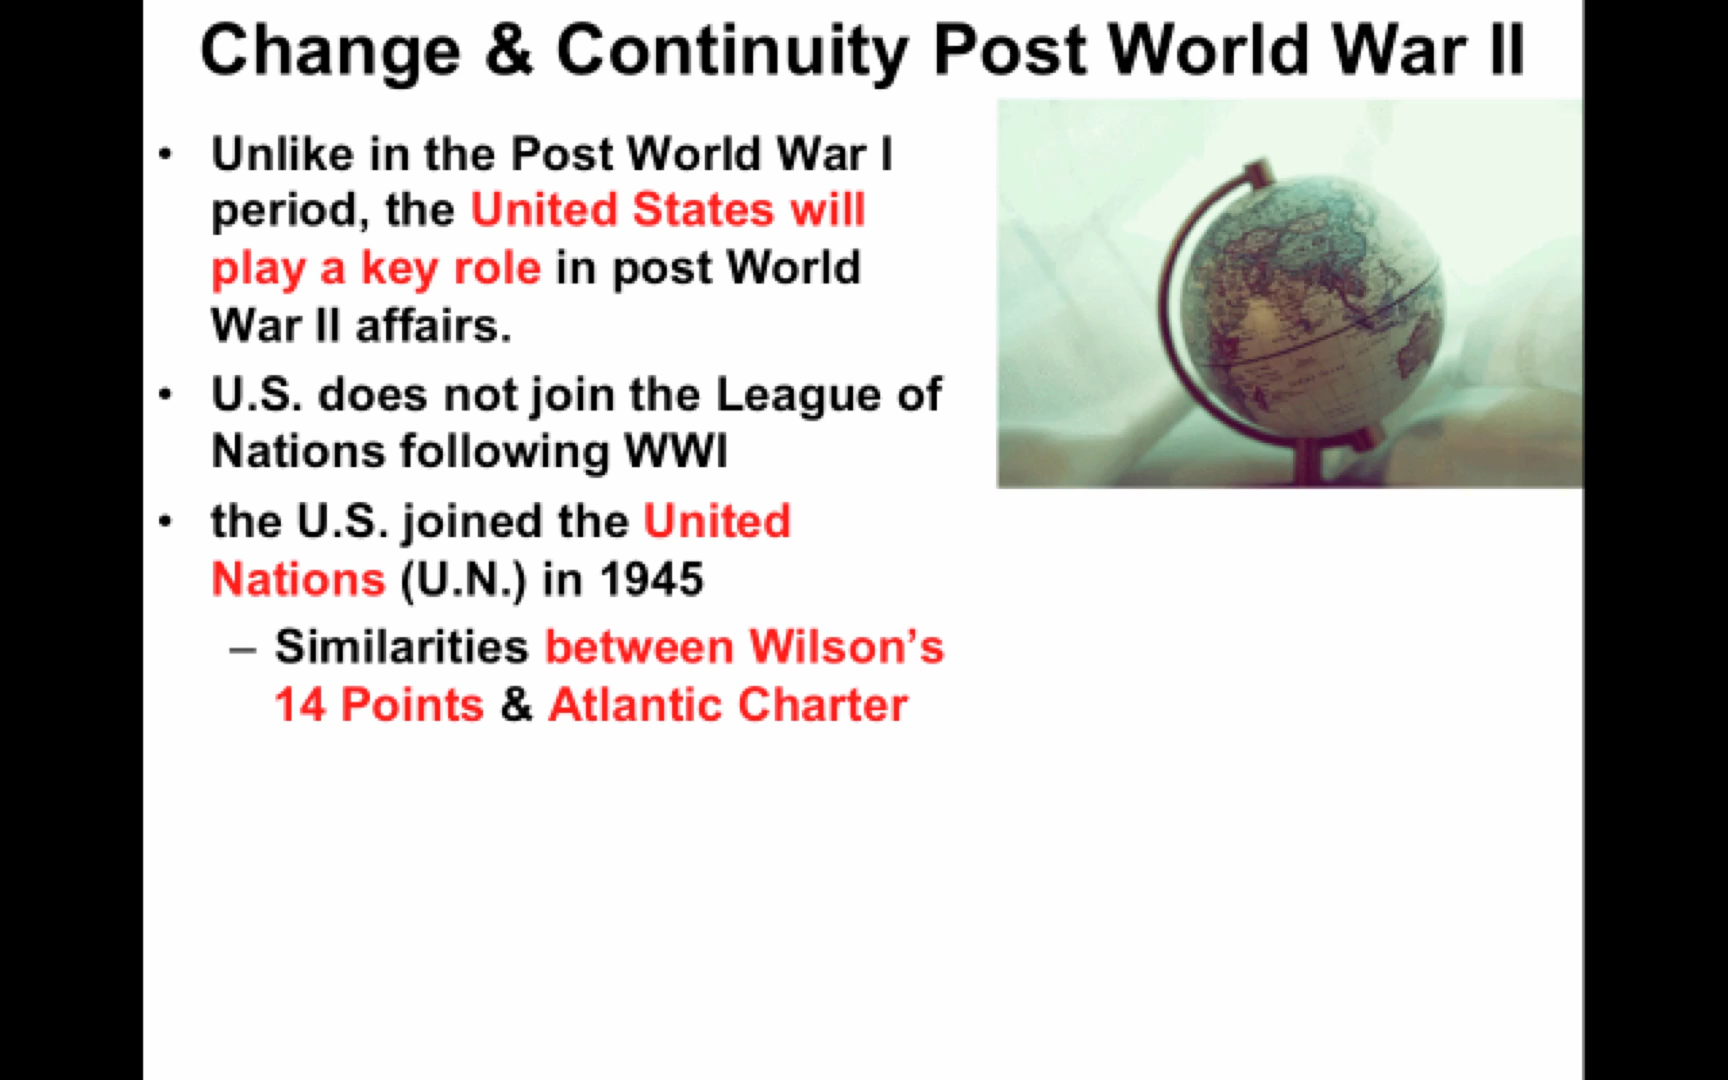 Change & Continuity Post World War II
• Unlike in the Post World War I
period, the United States will
play a key role in post World
War II affairs.
• U.S. does not join the League of
Nations following WWI
• the U.S. joined the United
Nations (U.N.) in 1945
– Similarities between Wilson’s
14 Points & Atlantic Charter